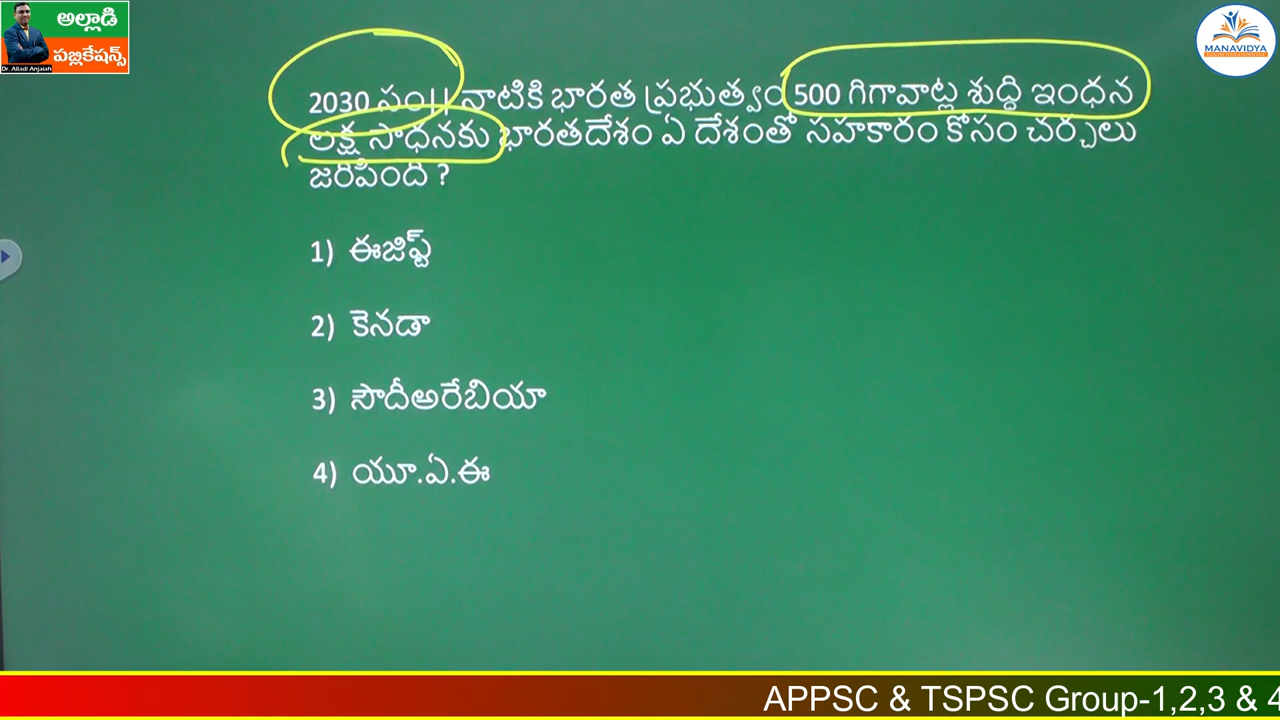 అల్లాడి
పబ్లికేషన్స్
Dr. Alladi Anjaiah
MANAVIDYA
2030 సం|| నాటికి భారత ప్రభుత్వం 500 గిగావాట్ల శుద్ధి ఇంధన
లక్ష సాధనకు భారతదేశం ఏ దేశంతో సహకారం కోసం చర్చలు
జరిపింది ?
1) ఈజిప్ట్
2) కెనడా
3) సౌదీఅరేబియా
4) యూ.ఏ.ఈ
APPSC & TSPSC Group-1,2,3 & 4